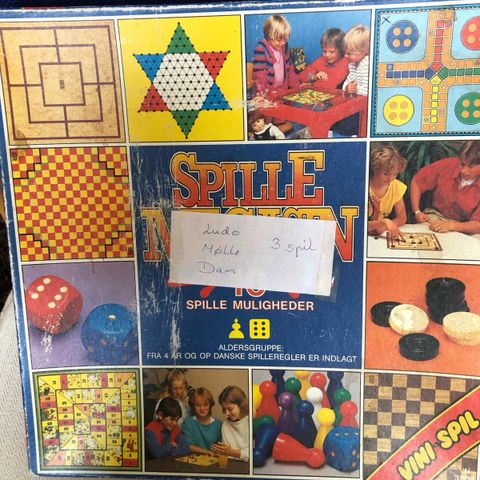 SPILLE
Ludo
Mølle 3 spil
Dam
SPILLE MULIGHEDER
ALDERSGRUPPE:
FRA 4 ÅR OG OP DANSKE SPILLEREGLER ER INDLAGT
VINI-SPIL